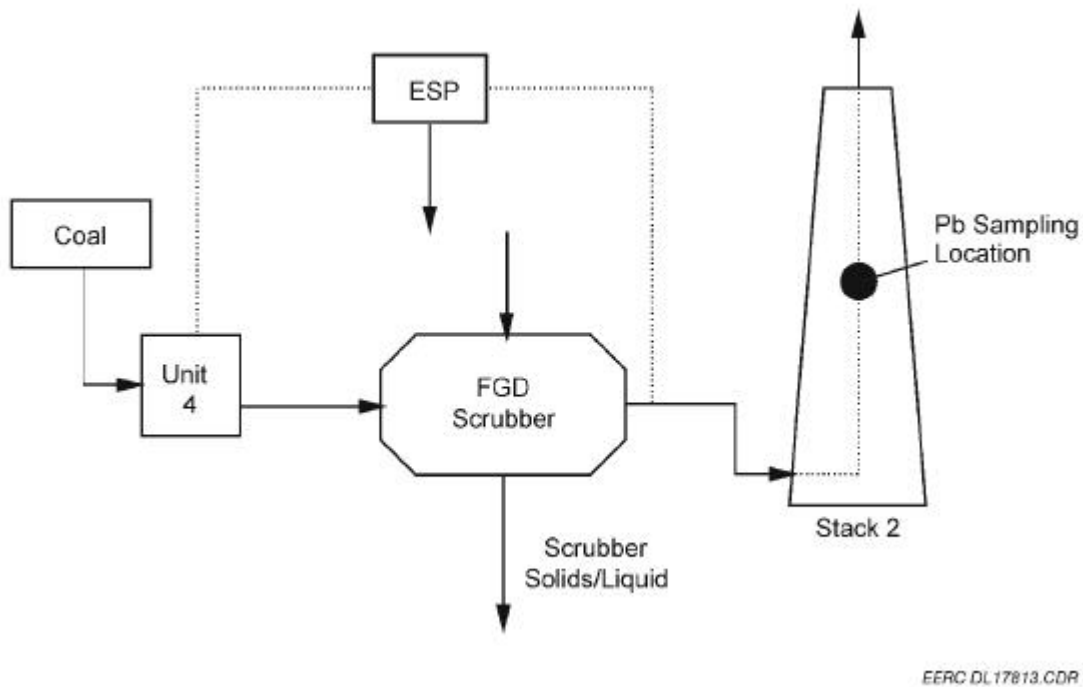 ESP
Coal
Unit
4
FGD
Scrubber
Pb Sampling
Location
Stack 2
Scrubber
Solids/Liquid
EERC DL17813.CDR